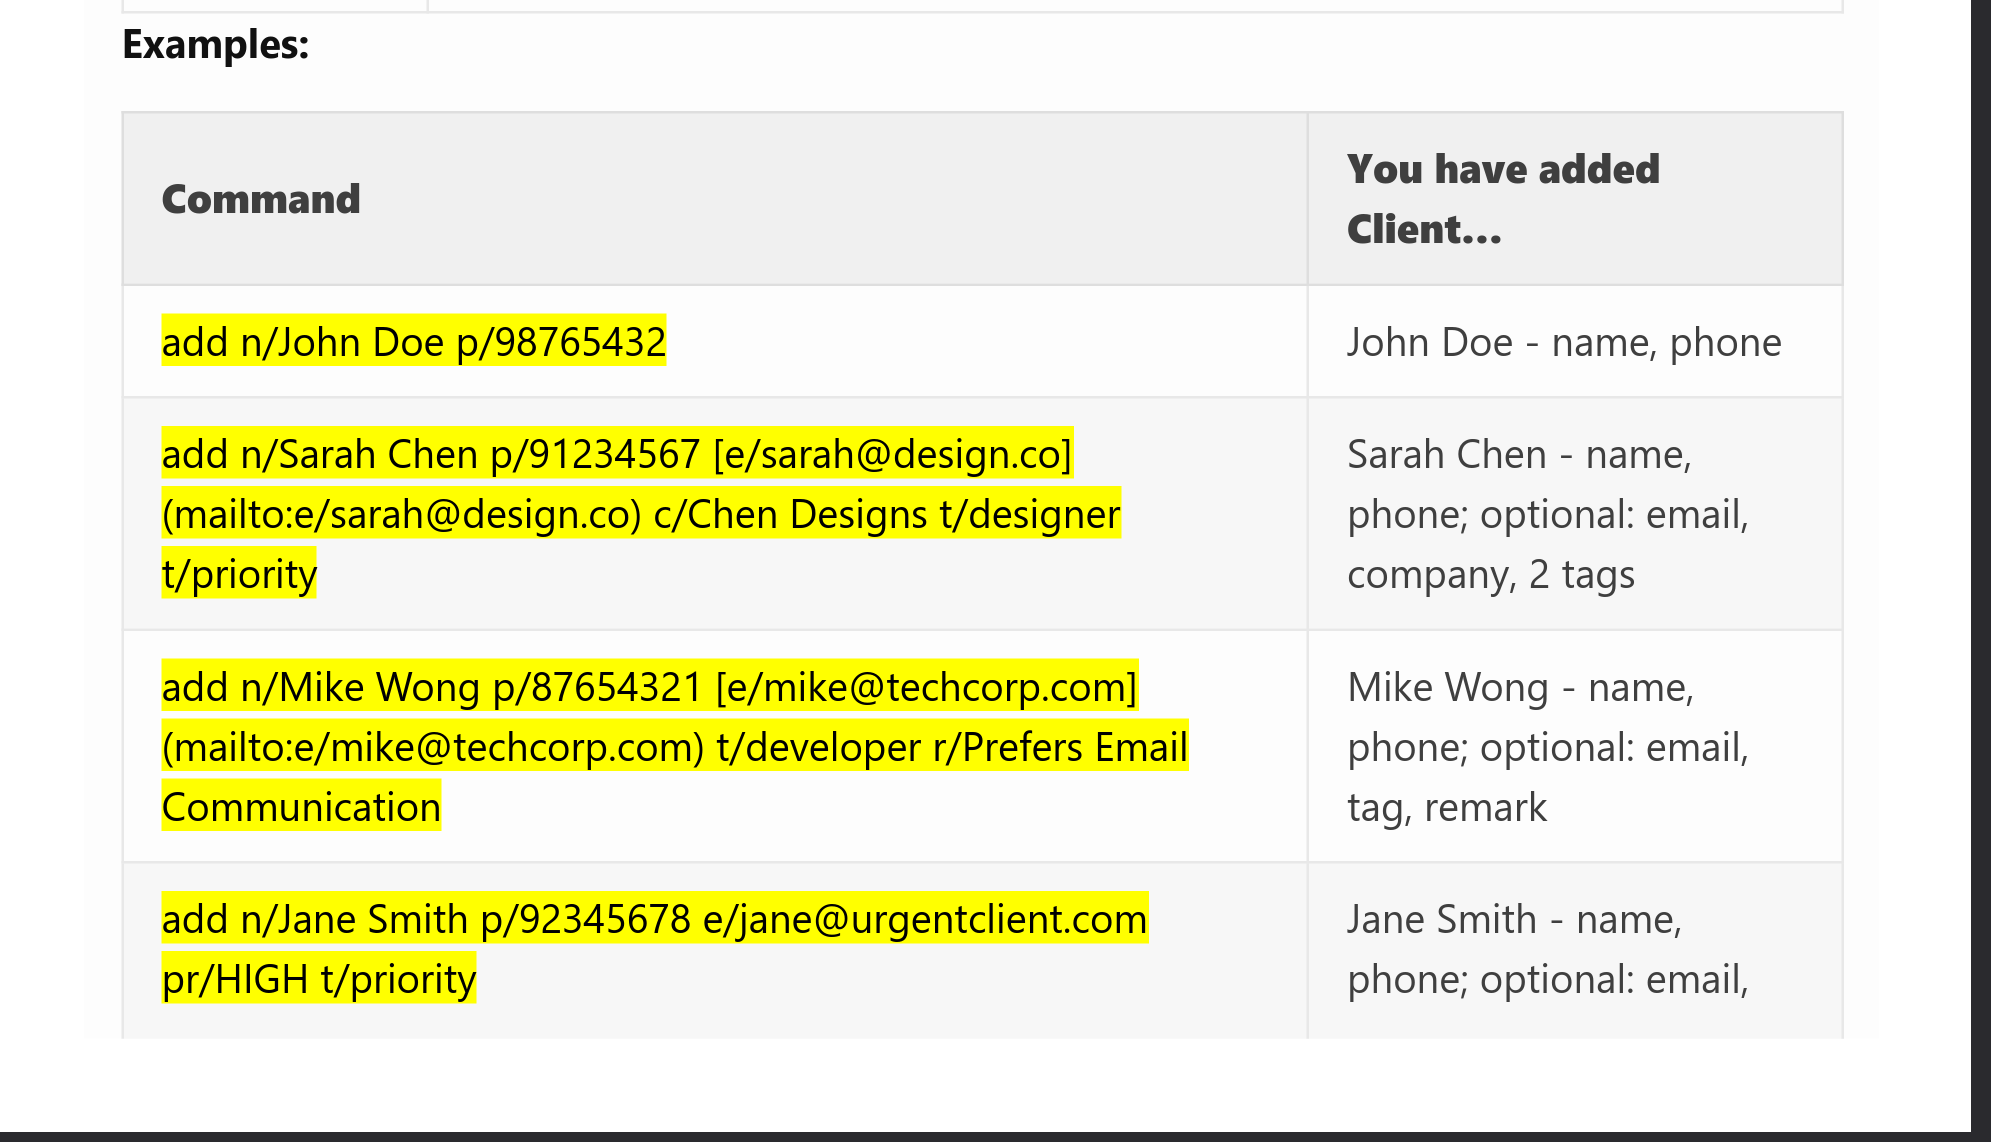 Examples:
Command
You have added
Client...
add n/John Doe p/98765432
John Doe - name, phone
add n/Sarah Chen p/91234567 [e/sarah@design.co]
(mailto:e/sarah@design.co) c/Chen Designs t/designer
t/priority
Sarah Chen - name,
phone; optional: email,
company, 2 tags
add n/Mike Wong p/87654321 [e/mike@techcorp.com]
(mailto:e/mike@techcorp.com) t/developer r/Prefers Email
Communication
Mike Wong - name,
phone; optional: email,
tag, remark
add n/Jane Smith p/92345678 e/jane@urgentclient.com
pr/HIGH t/priority
Jane Smith - name,
phone; optional: email,